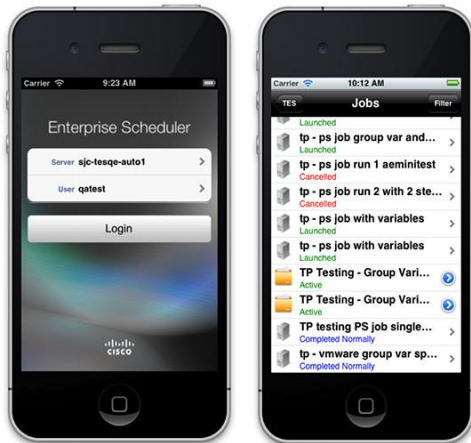 Carrier 9:23 AM
Enterprise Scheduler
Server sjc-tesqe-auto1
User qatest
Login
CISCO
Carrier 10:12 AM
TES Jobs Filter
Launched
tp - ps job group var and...
Launched
tp - ps job run 1 aeminitest
Cancelled
tp - ps job run 2 with 2 ste...
Cancelled
tp - ps job with variables
Launched
tp - ps job with variables
Launched
TP Testing - Group Vari...
Active
TP Testing - Group Vari...
Active
TP testing PS job single...
Completed Normally
tp - vmware group var sp...
Completed Normally